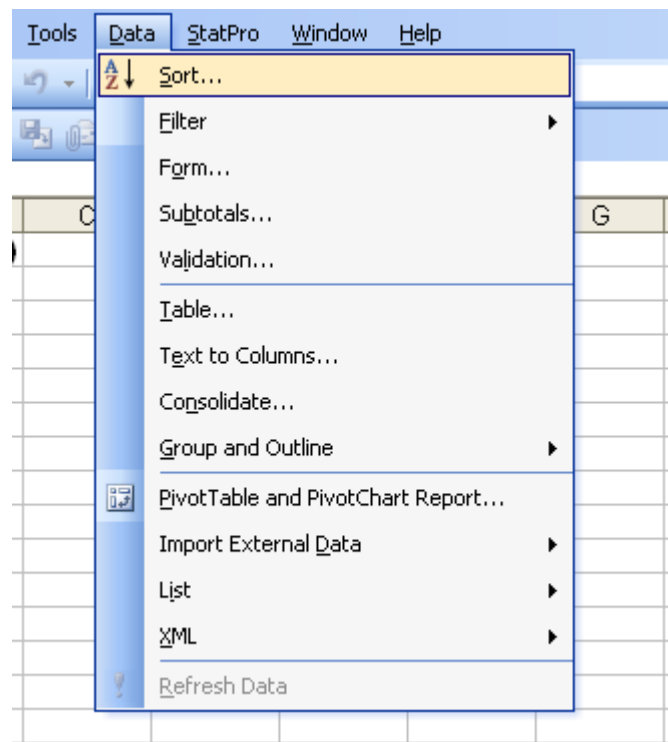 Tools Data StatPro Window Help
A
Z
Sort...
Filter
Form...
Subtotals...
C G
Validation...
Table...
Text to Columns...
Consolidate...
Group and Outline
PivotTable and PivotChart Report...
Import External Data
List
XML
Refresh Data